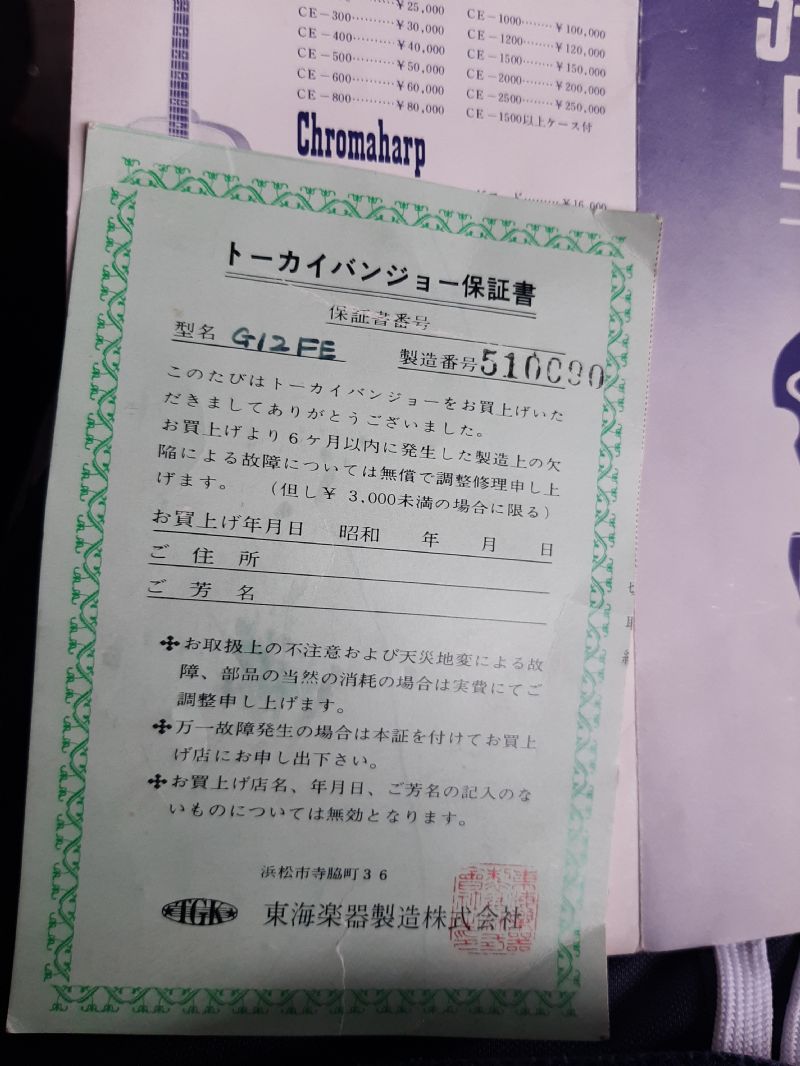 ¥25,000
CE－300 ¥30,000
CE－400 ¥40,000
CE－500 ¥50,000
CE－600 ¥60,000
CE－800 ¥80,000
CE－1000 ¥100,000
CE－1200 ¥120,000
CE－1500 ¥150,000
CE－2000 ¥200,000
CE－2500 ¥250,000
CE－1500以上ケース付
Chromaharp
¥16,000
トーカイバンジョー保証書
保証書番号
型名 G12FE 製造番号 510090
このたびはトーカイバンジョーをお買上げいた
だきましてありがとうございました。
お買上げより6ケ月以内に発生した製造上の欠
陥による故障については無償で調整修理申し上
げます。 (但し¥ 3,000未満の場合に限る)
お買上げ年月日 昭和 年 月 日
ご住所
ご芳名
お取扱上の不注意および天災地変による故
障、部品の当然の消耗の場合は実費にてご
調整申し上げます。
万一故障発生の場合は本証を付けてお買上
げ店にお申し出下さい。
お買上げ店名、年月日、ご芳名の記入のな
いものについては無効となります。
浜松市寺脇町36
TGK 東海楽器製造株式会社